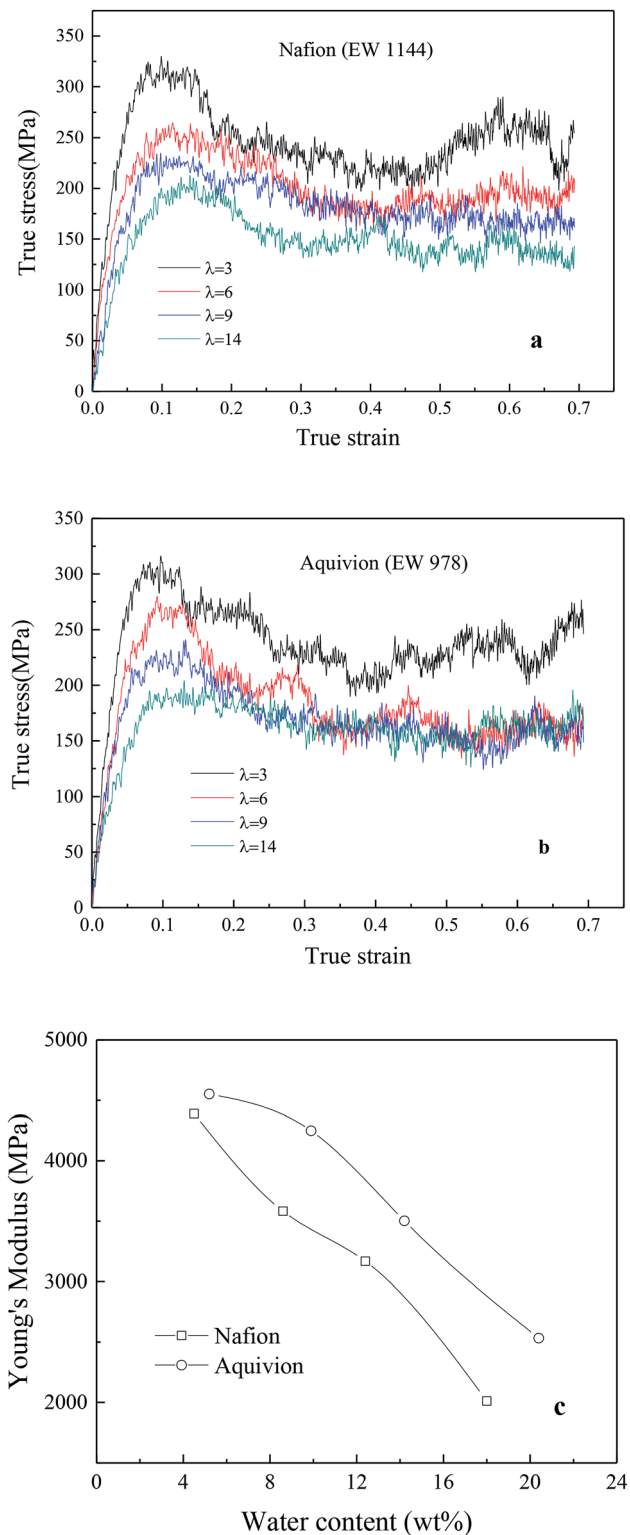 350
300
250
200
150
100
50
0
True stress(MPa)
Nafion (EW 1144)
λ=3
λ=6
λ=9
λ=14
a
0.0 0.1 0.2 0.3 0.4 0.5 0.6 0.7
True strain
350
300
250
200
150
100
50
0
True stress(MPa)
Aquivion (EW 978)
λ=3
λ=6
λ=9
λ=14
b
0.0 0.1 0.2 0.3 0.4 0.5 0.6 0.7
True strain
5000
4000
3000
2000
Young's Modulus (MPa)
Nafion
Aquivion
c
0 4 8 12 16 20 24
Water content (wt%)